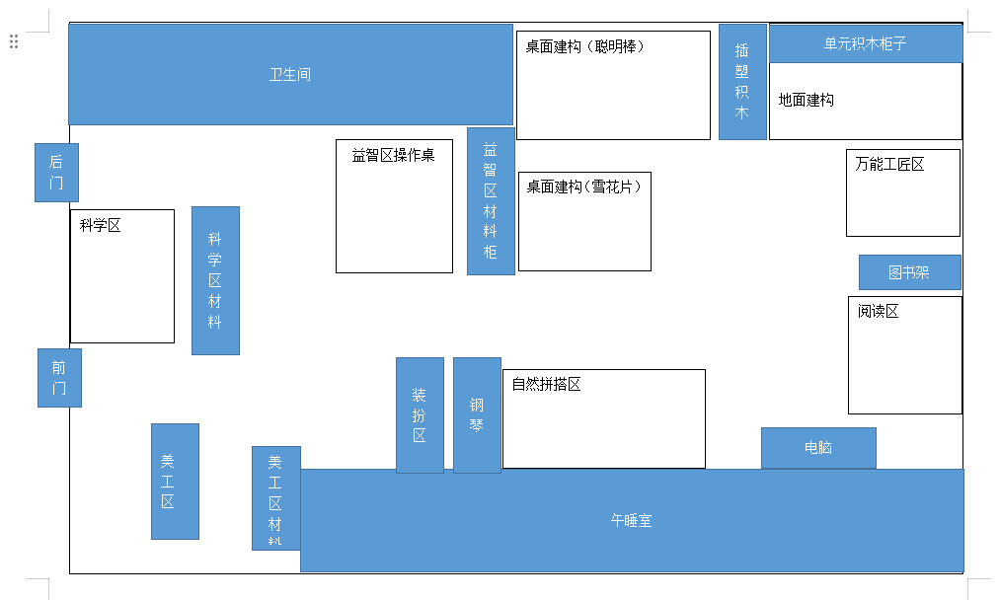 卫生间
桌面建构（聪明棒）
插塑积木
单元积木柜子
地面建构
后门
益智区操作桌
益智区材料柜
桌面建构（雪花片）
万能工匠区
科学区
科学区材料
图书架
阅读区
前门
装扮区
钢琴
自然拼搭区
电脑
美工区
美工区材料
午睡室